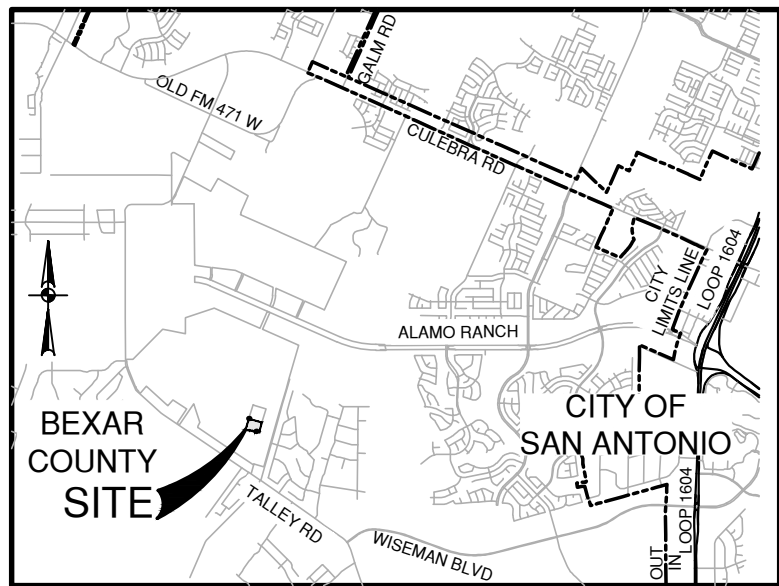 GALM RD
OLD FM 471 W
CULEBRA RD
LOOP 1604
CITY
LIMITS LINE
ALAMO RANCH
BEXAR
COUNTY
SITE
CITY OF
SAN ANTONIO
TALLEY RD
WISEMAN BLVD
OUT
IN
LOOP 1604